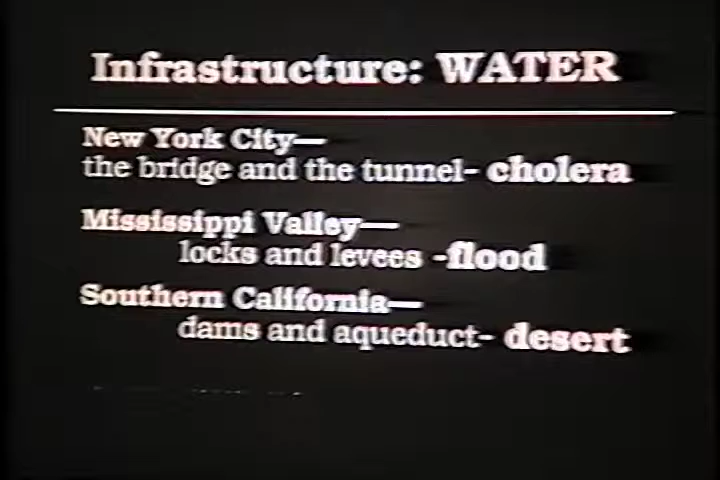 Infrastructure: WATER
New York City—
the bridge and the tunnel- cholera
Mississippi Valley—
locks and levees -flood
Southern California—
dams and aqueduct- desert